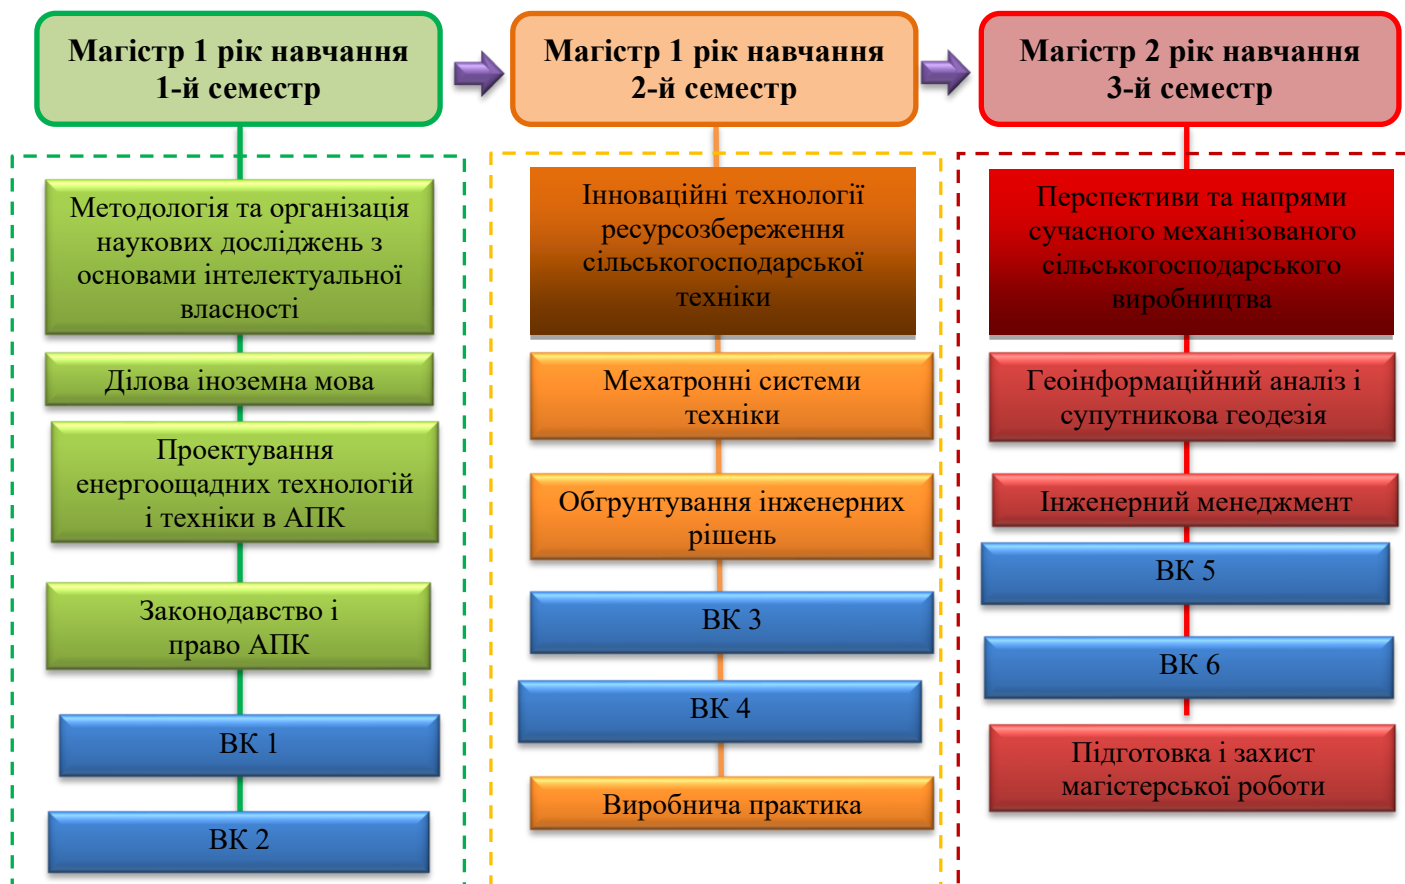 Магістр 1 рік навчання
1-й семестр
Методологія та організація
наукових досліджень з
основами інтелектуальної
власності
Ділова іноземна мова
Проектування
енергоощадних технологій
і техніки в АПК
Законодавство і
право АПК
ВК 1
ВК 2
Магістр 1 рік навчання
2-й семестр
Інноваційні технології
ресурсозбереження
сільськогосподарської
техніки
Мехатронні системи
техніки
Обгрунтування інженерних
рішень
ВК 3
ВК 4
Виробнича практика
Магістр 2 рік навчання
3-й семестр
Перспективи та напрями
сучасного механізованого
сільськогосподарського
виробництва
Геоінформаційний аналіз і
супутникова геодезія
Інженерний менеджмент
ВК 5
ВК 6
Підготовка і захист
магістерської роботи